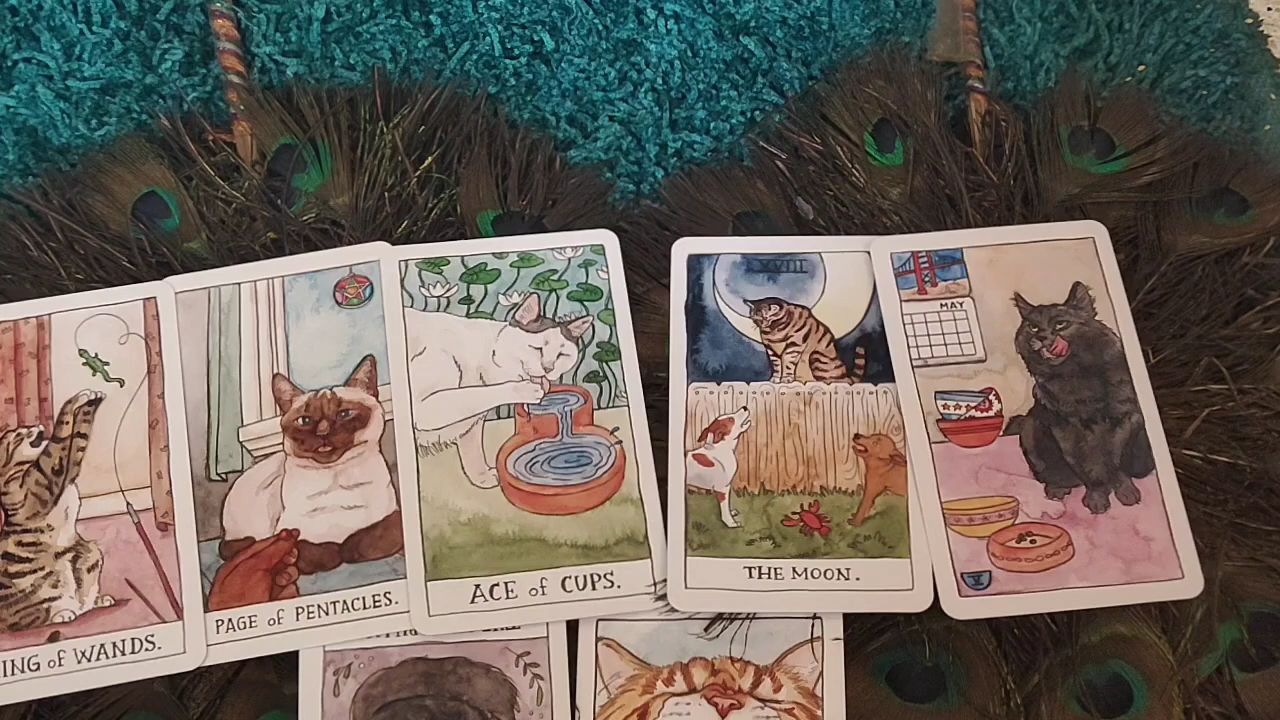 ING of WANDS.
PAGE of PENTACLES.
ACE of CUPS.
XVIII
THE MOON.
MAY
V